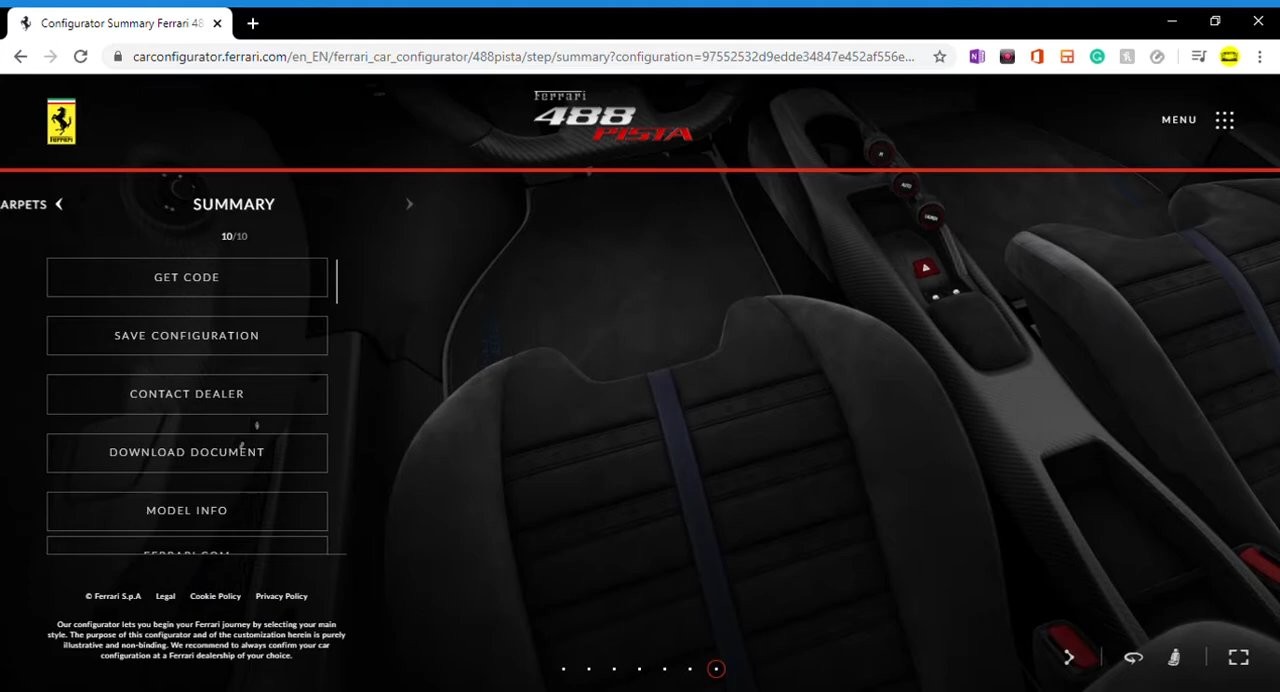 Configurator Summary Ferrari 48
carconfigurator.ferrari.com/en_EN/ferrari_car_configurator/488pista/step/summary?configuration=97552532d9edde34847e452af556e...
Ferrari
488
PISTA
MENU
ARPETS
SUMMARY
10/10
GET CODE
SAVE CONFIGURATION
CONTACT DEALER
DOWNLOAD DOCUMENT
MODEL INFO
FERRARI.COM
© Ferrari S.p.A Legal Cookie Policy Privacy Policy
Our configurator lets you begin your Ferrari journey by selecting your main
style. The purpose of this configurator and of the customization herein is purely
illustrative and non-binding. We recommend to always confirm your car
configuration at a Ferrari dealership of your choice.
R
AUTO